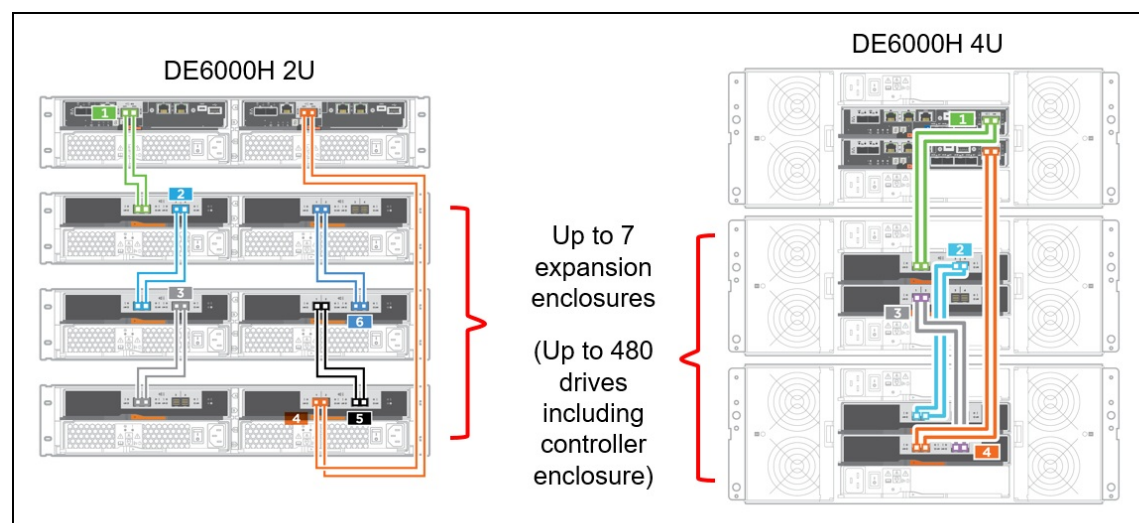 DE6000H 2U
1
2
3
6
4
5
Up to 7
expansion
enclosures
(Up to 480
drives
including
controller
enclosure)
DE6000H 4U
1
2
3
4